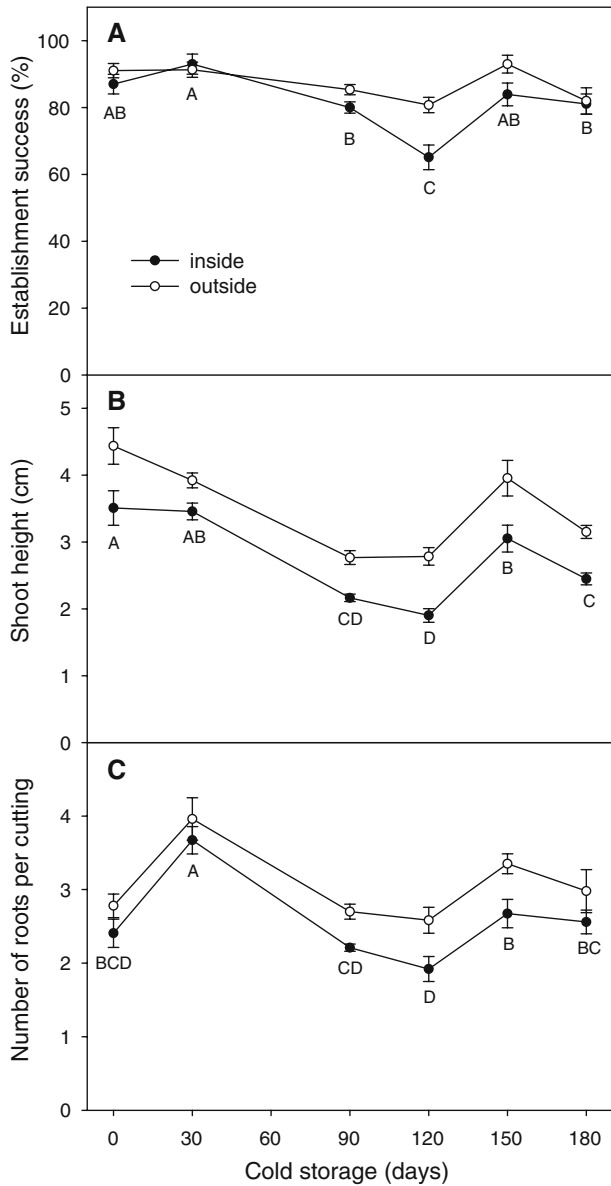 A
Establishment success (%)
100
80
60
40
20
0
AB
A
B
C
AB
B
inside
outside
B
Shoot height (cm)
5
4
3
2
1
0
A
AB
CD
D
B
C
C
Number of roots per cutting
4
3
2
1
0
BCD
A
CD
D
B
BC
0 30 60 90 120 150 180
Cold storage (days)